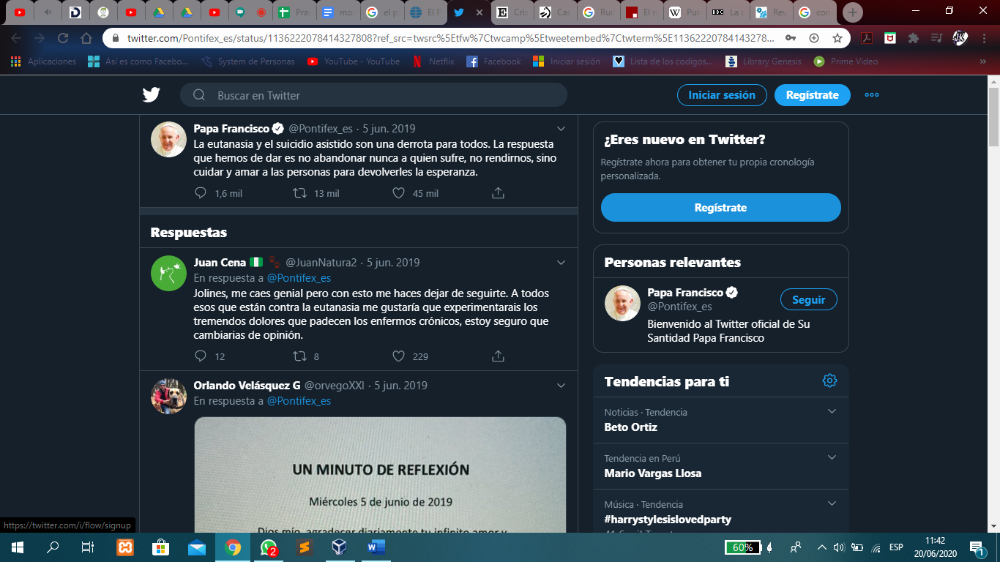 Prac
mo
el p
El P
Cris
Cas
Rur
El r
Pur
BBC
La p
Rev
cor
twitter.com/Pontifex_es/status/1136222078414327808?ref_src=twsrc%5Etfw%7Ctwcamp%5Etweetembed%7Ctwterm%5E11362220784143278...
Aplicaciones
Así es como Facebo...
System de Personas
YouTube - YouTube
Netflix
Facebook
Iniciar sesión
Lista de los codigos...
Library Genesis
Prime Video
»
Buscar en Twitter
Iniciar sesión
Regístrate
Papa Francisco @Pontifex_es · 5 jun. 2019
La eutanasia y el suicidio asistido son una derrota para todos. La respuesta
que hemos de dar es no abandonar nunca a quien sufre, no rendirnos, sino
cuidar y amar a las personas para devolverles la esperanza.
1,6 mil
13 mil
45 mil
Respuestas
Juan Cena @JuanNatura2 · 5 jun. 2019
En respuesta a @Pontifex_es
Jolines, me caes genial pero con esto me haces dejar de seguirte. A todos
esos que están contra la eutanasia me gustaría que experimentarais los
tremendos dolores que padecen los enfermos crónicos, estoy seguro que
cambiarias de opinión.
12
8
229
Orlando Velásquez G @orvegoXXI · 5 jun. 2019
En respuesta a @Pontifex_es
UN MINUTO DE REFLEXIÓN
Miércoles 5 de junio de 2019
Dios mío, agradecer diariamente tu infinito amor y
¿Eres nuevo en Twitter?
Regístrate ahora para obtener tu propia cronología
personalizada.
Regístrate
Personas relevantes
Papa Francisco
@Pontifex_es
Seguir
Bienvenido al Twitter oficial de Su
Santidad Papa Francisco
Tendencias para ti
Noticias · Tendencia
Beto Ortiz
Tendencia en Perú
Mario Vargas Llosa
Música · Tendencia
#harrystylesislovedparty
https://twitter.com/i/flow/signup
2
60%
ESP
11:42
20/06/2020
1